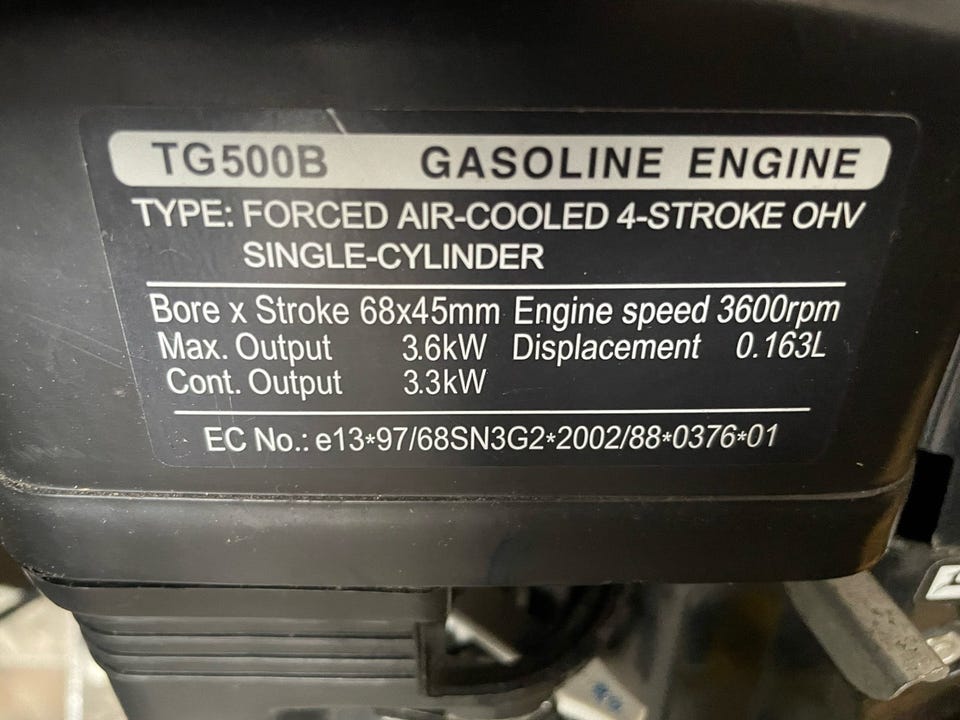 TG500B GASOLINE ENGINE
TYPE: FORCED AIR-COOLED 4-STROKE OHV
SINGLE-CYLINDER
Bore x Stroke 68x45mm Engine speed 3600rpm
Max. Output 3.6kW Displacement 0.163L
Cont. Output 3.3kW
EC No.: e13*97/68SN3G2*2002/88*0376*01